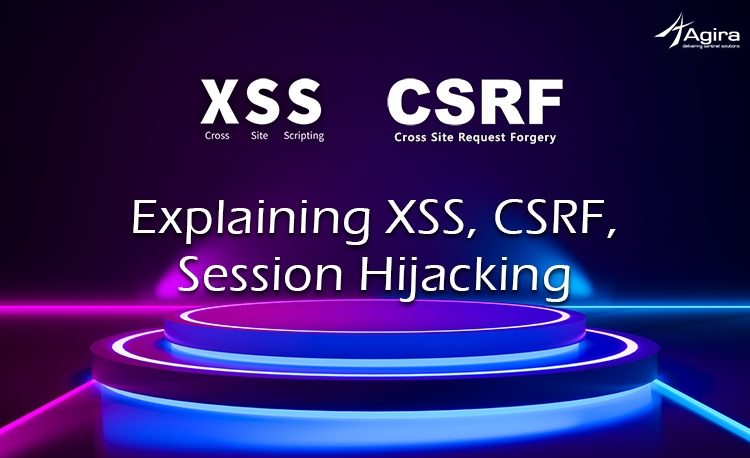 Agira
delivering sentinel solutions
XSS CSRF
Cross Site Scripting
Cross Site Request Forgery
Explaining XSS, CSRF,
Session Hijacking